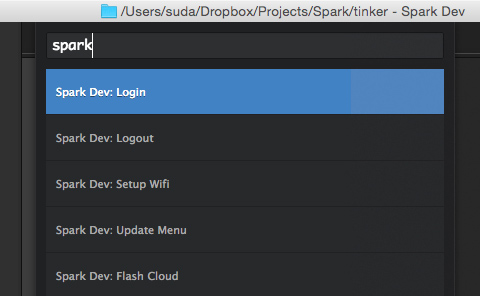 /Users/suda/Dropbox/Projects/Spark/tinker - Spark Dev
spark
Spark Dev: Login
Spark Dev: Logout
Spark Dev: Setup Wifi
Spark Dev: Update Menu
Spark Dev: Flash Cloud